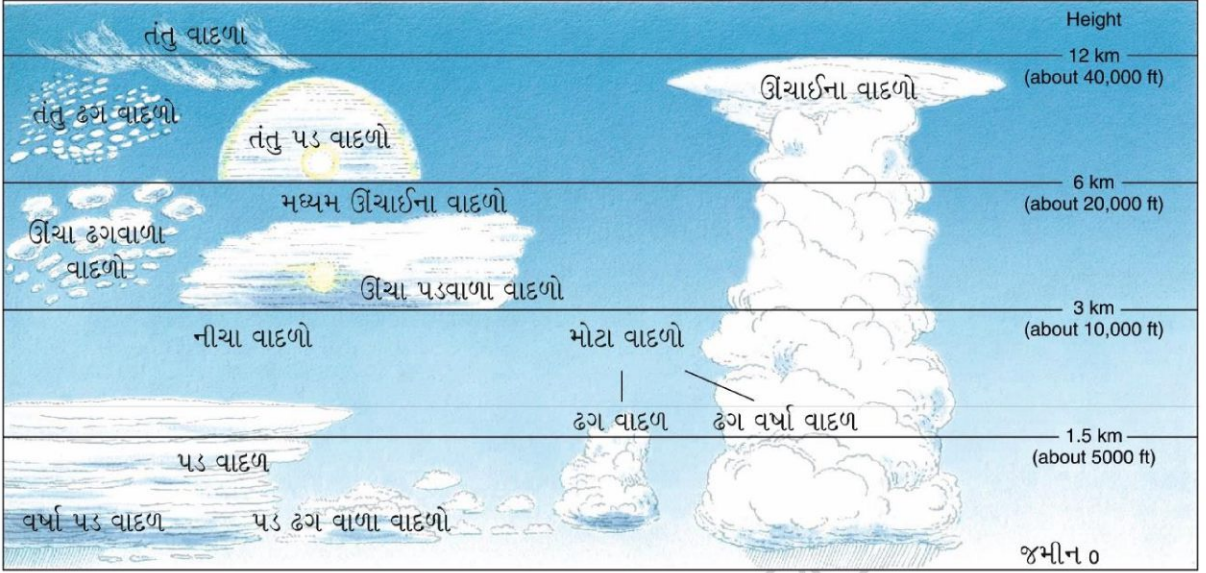 તંતુ વાદળા
Height
12 km
(about 40,000 ft)
ઊંચાઈના વાદળો
તંતુ ઢગ વાદળો
તંતુ પડ વાદળો
6 km
(about 20,000 ft)
મધ્યમ ઊંચાઈના વાદળો
ઊંચા ઢગવાળા
વાદળો
ઊંચા પડવાળા વાદળો
3 km
(about 10,000 ft)
નીચા વાદળો
મોટા વાદળો
ઢગ વાદળ
ઢગ વર્ષા વાદળ
1.5 km
(about 5000 ft)
પડ વાદળ
વર્ષા પડ વાદળ
પડ ઢગ વાળા વાદળો
જમીન 0